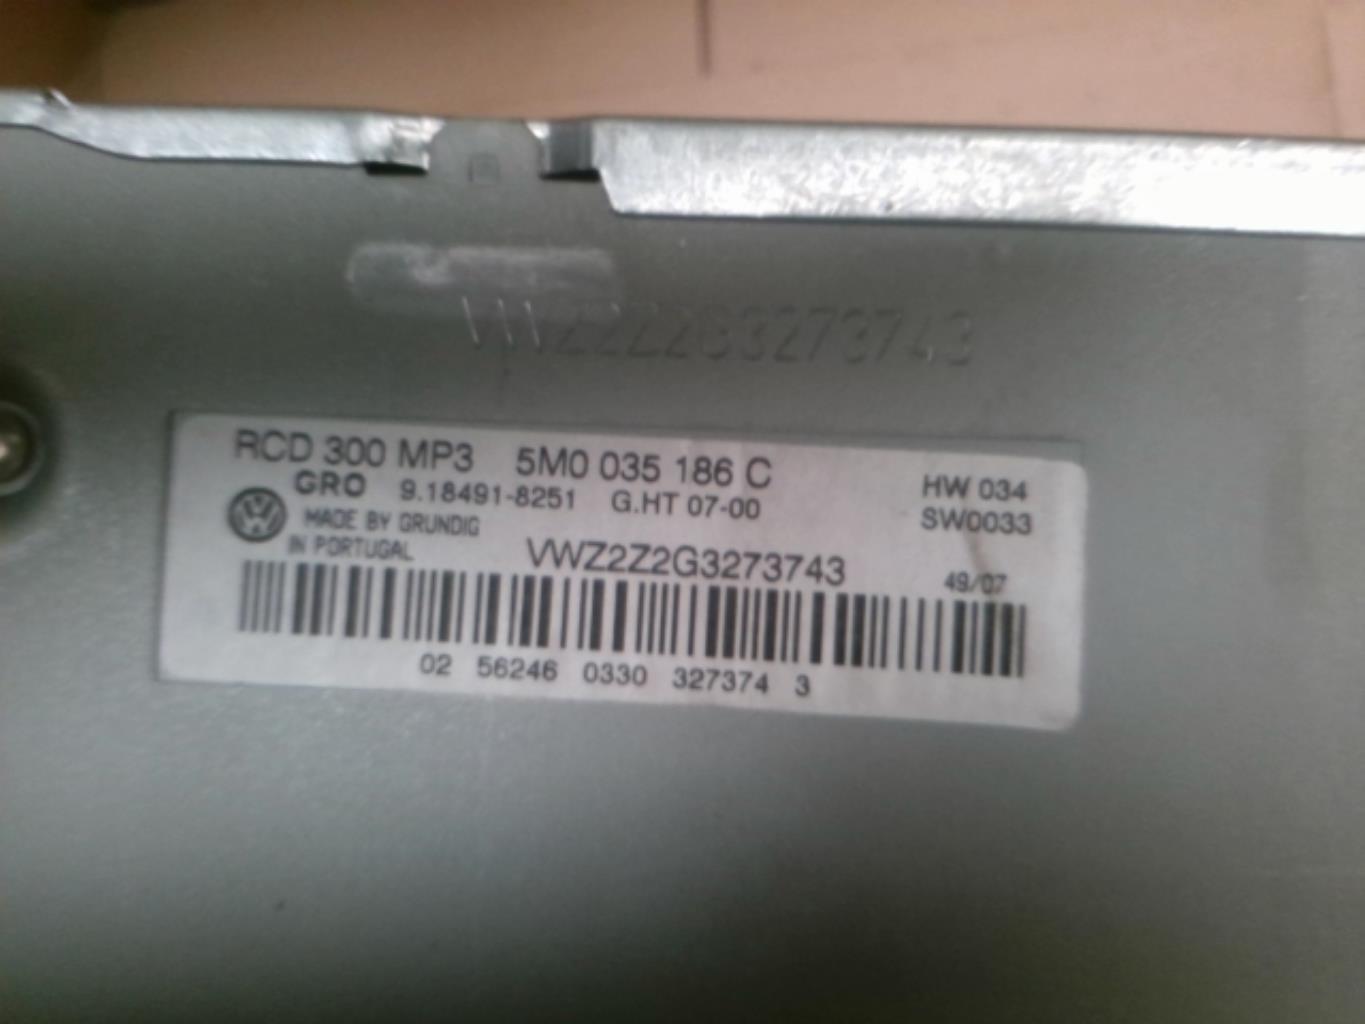 VWZ2Z2G3273743
RCD 300 MP3 5M0 035 186 C
GRO 9.18491-8251 G.HT 07-00
HW 034
SW0033
MADE BY GRUNDIG
IN PORTUGAL
VWZ2Z2G3273743
49/07
02 56246 0330 327374 3